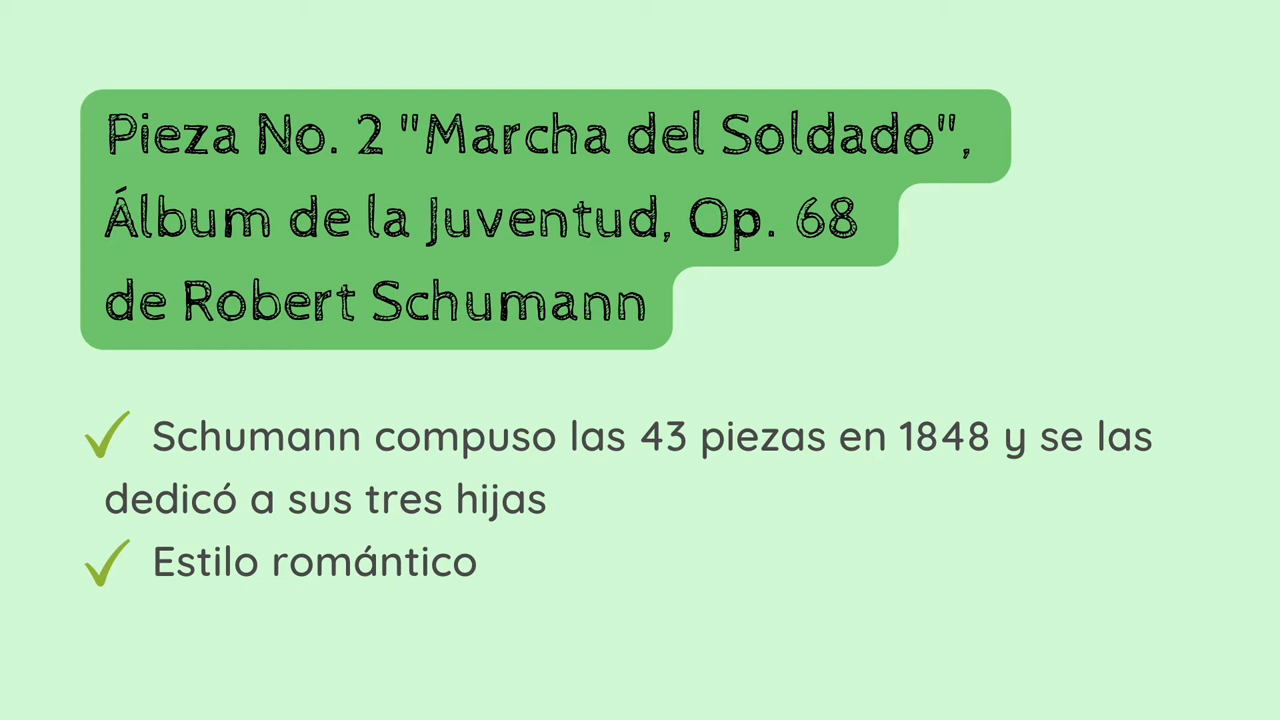 Pieza No. 2 "Marcha del Soldado",
Álbum de la Juventud, Op. 68
de Robert Schumann
✓ Schumann compuso las 43 piezas en 1848 y se las
dedicó a sus tres hijas
✓ Estilo romántico